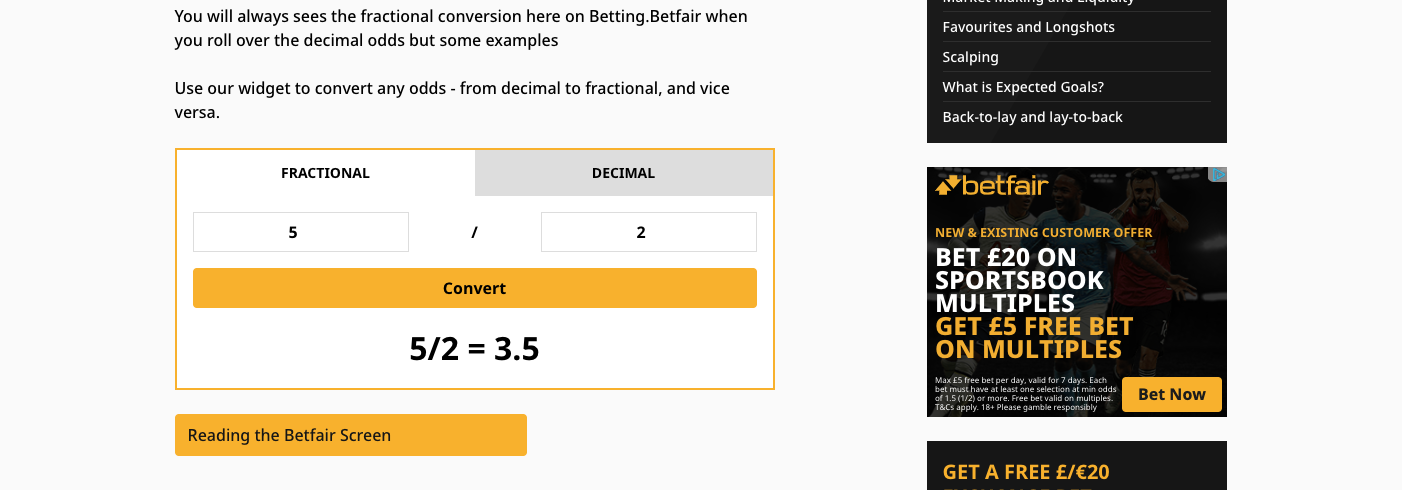 You will always sees the fractional conversion here on Betting.Betfair when
you roll over the decimal odds but some examples
Use our widget to convert any odds - from decimal to fractional, and vice
versa.
FRACTIONAL
DECIMAL
5
/
2
Convert
5/2 = 3.5
Reading the Betfair Screen
Market Making and Liquidity
Favourites and Longshots
Scalping
What is Expected Goals?
Back-to-lay and lay-to-back
betfair
NEW & EXISTING CUSTOMER OFFER
BET £20 ON
SPORTSBOOK
MULTIPLES
GET £5 FREE BET
ON MULTIPLES
Max £5 free bet per day, valid for 7 days. Each
bet must have at least one selection at min odds
of 1.5 (1/2) or more. Free bet valid on multiples.
T&Cs apply. 18+ Please gamble responsibly
Bet Now
GET A FREE £/€20